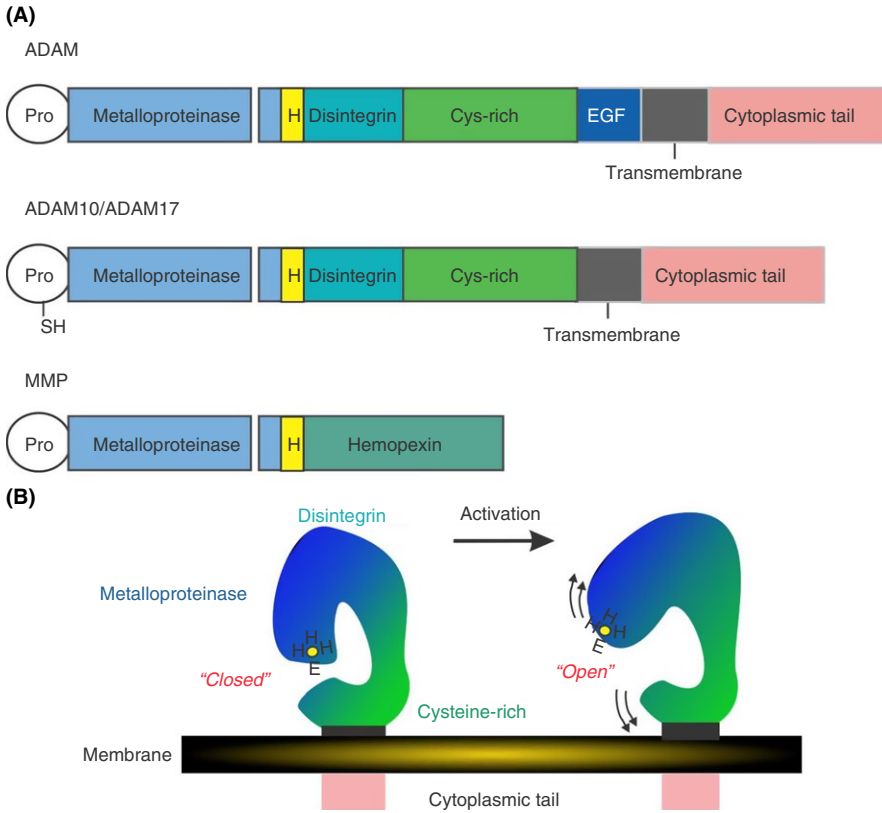 (A)
ADAM
Pro Metalloproteinase H Disintegrin Cys-rich EGF Cytoplasmic tail
Transmembrane
ADAM10/ADAM17
Pro Metalloproteinase H Disintegrin Cys-rich Cytoplasmic tail
SH
Transmembrane
MMP
Pro Metalloproteinase H Hemopexin
(B)
Disintegrin Activation
Metalloproteinase
H
H H
E
H
H H
E
"Closed" "Open"
Cysteine-rich
Membrane
Cytoplasmic tail